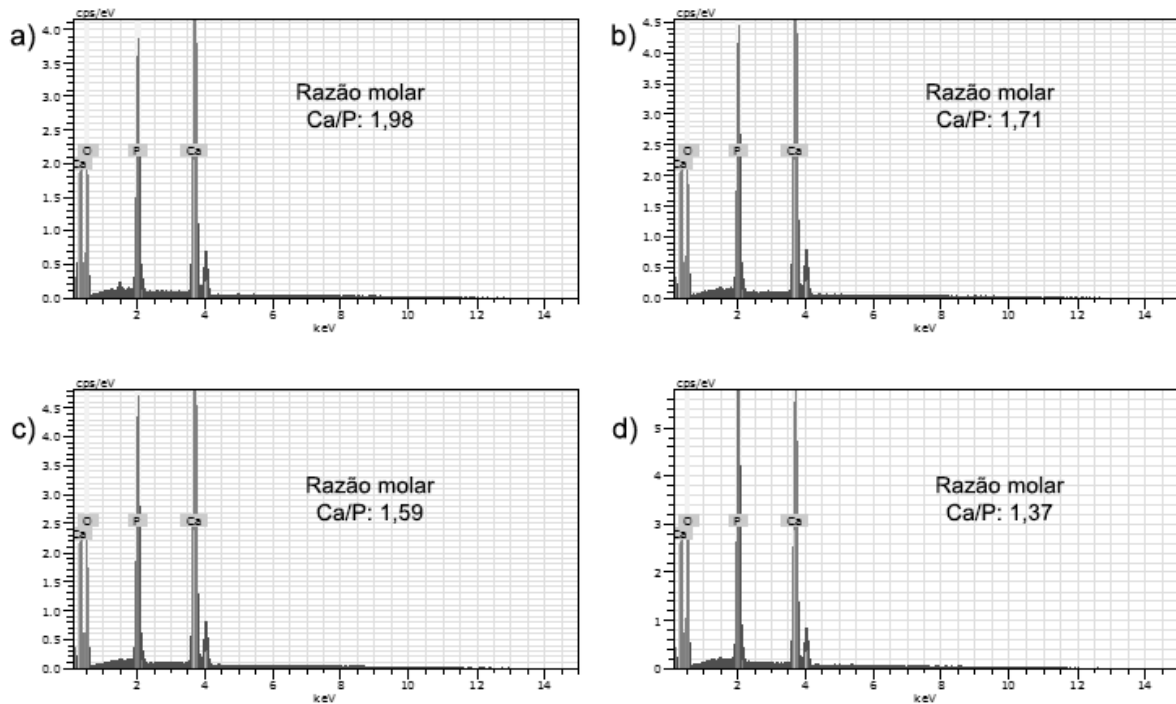 a)
cps/eV
4.0
3.5
3.0
2.5
2.0
1.5
1.0
0.5
0.0
Razão molar
Ca/P: 1,98
O
Ca
P
Ca
2 4 6 8 10 12 14
keV
b)
cps/eV
4.5
4.0
3.5
3.0
2.5
2.0
1.5
1.0
0.5
0.0
Razão molar
Ca/P: 1,71
O
Ca
P
Ca
2 4 6 8 10 12 14
keV
c)
cps/eV
4.5
4.0
3.5
3.0
2.5
2.0
1.5
1.0
0.5
0.0
Razão molar
Ca/P: 1,59
O
Ca
P
Ca
2 4 6 8 10 12 14
keV
d)
cps/eV
5
4
3
2
1
0
Razão molar
Ca/P: 1,37
O
Ca
P
Ca
2 4 6 8 10 12 14
keV